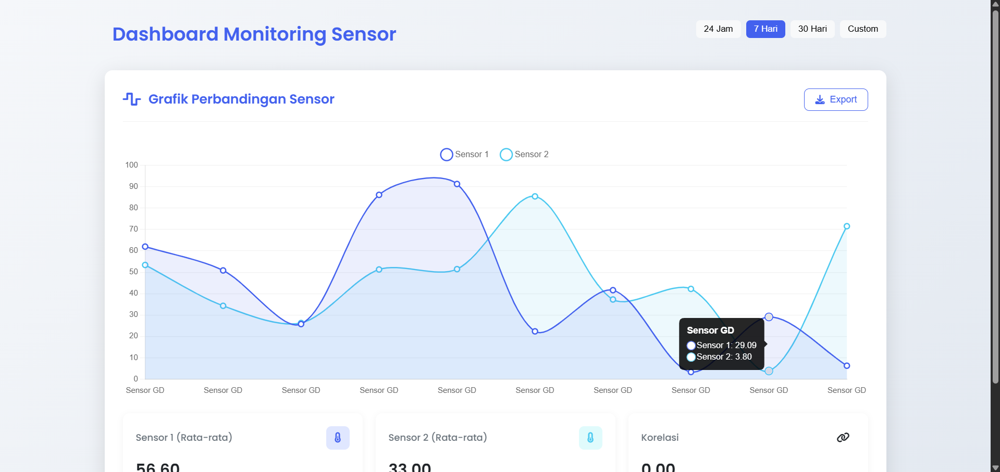 Dashboard Monitoring Sensor
24 Jam
7 Hari
30 Hari
Custom
Grafik Perbandingan Sensor
Export
Sensor 1
Sensor 2
100
90
80
70
60
50
40
30
20
10
0
Sensor GD
Sensor 1: 29.09
Sensor 2: 3.80
Sensor GD
Sensor GD
Sensor GD
Sensor GD
Sensor GD
Sensor GD
Sensor GD
Sensor GD
Sensor GD
Sensor GD
Sensor 1 (Rata-rata)
56.60
Sensor 2 (Rata-rata)
33.00
Korelasi
0.00